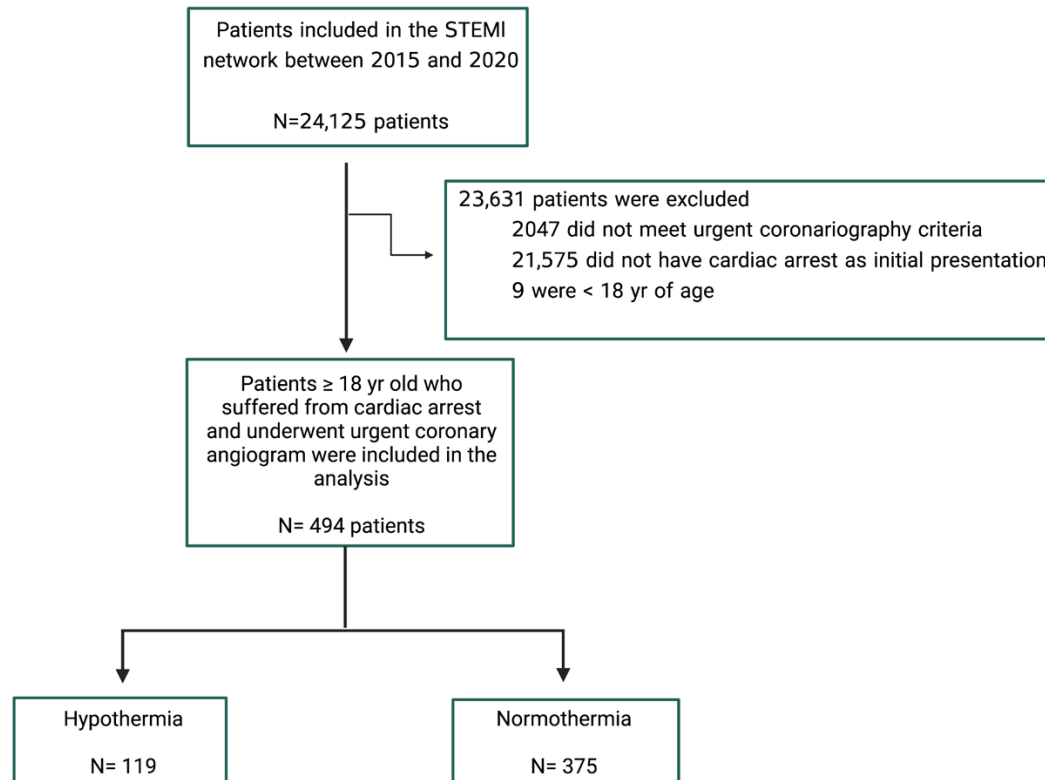 Patients included in the STEMI
network between 2015 and 2020
N=24,125 patients
23,631 patients were excluded
2047 did not meet urgent coronariography criteria
21,575 did not have cardiac arrest as initial presentation
9 were < 18 yr of age
Patients ≥ 18 yr old who
suffered from cardiac arrest
and underwent urgent coronary
angiogram were included in the
analysis
N= 494 patients
Hypothermia
N= 119
Normothermia
N= 375